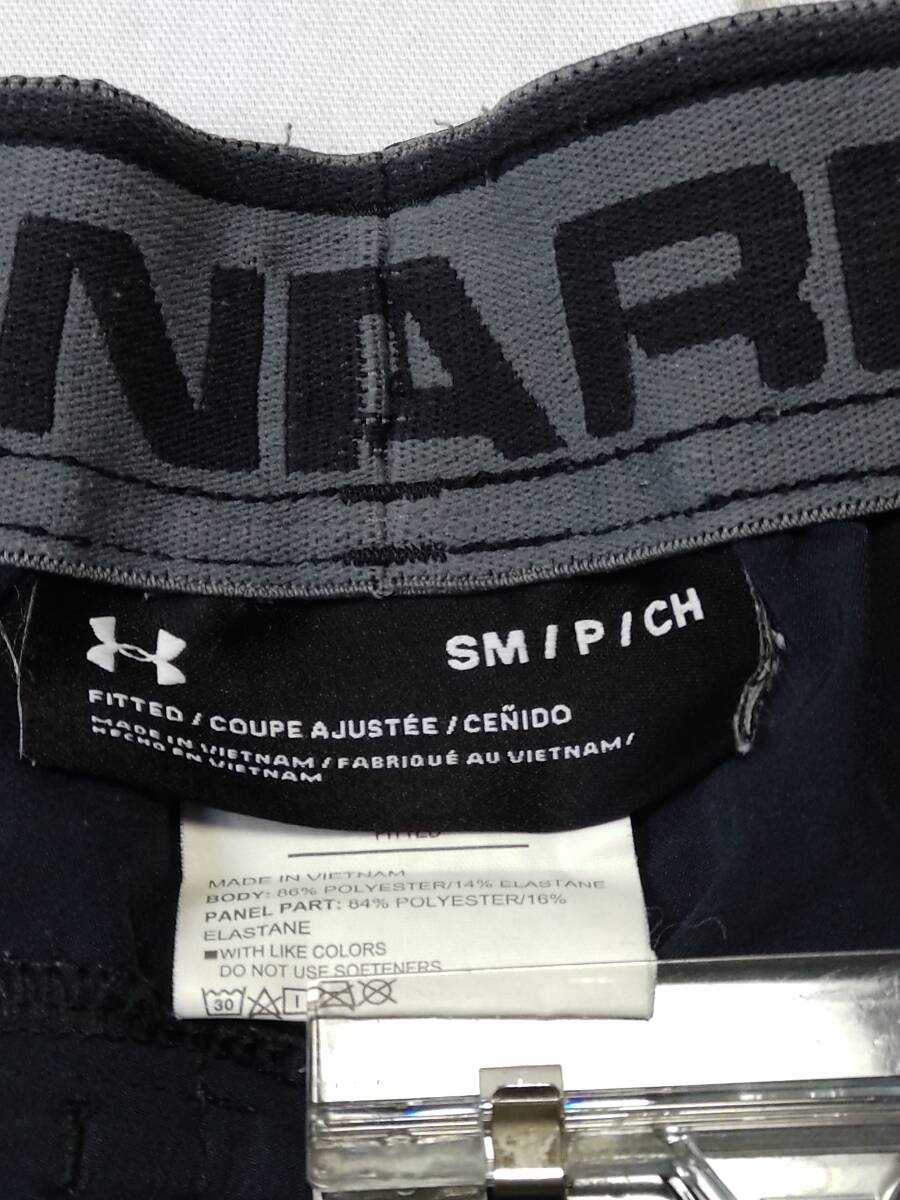 NAR
SM / P / CH
FITTED / COUPE AJUSTÉE / CEÑIDO
MADE IN VIETNAM / FABRIQUÉ AU VIETNAM /
HECHO EN VIETNAM
FITTED
MADE IN VIETNAM
BODY: 86% POLYESTER/14% ELASTANE
PANEL PART: 84% POLYESTER/16%
ELASTANE
WITH LIKE COLORS
DO NOT USE SOFTENERS
30